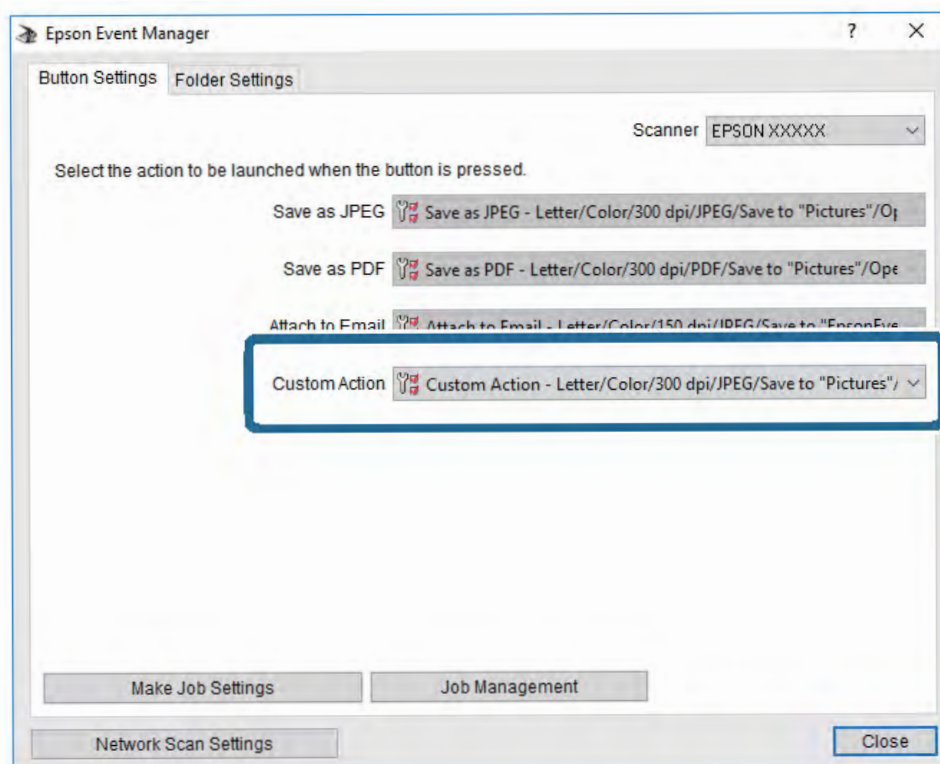 Epson Event Manager
Button Settings Folder Settings
Scanner EPSON XXXXX
Select the action to be launched when the button is pressed.
Save as JPEG Save as JPEG - Letter/Color/300 dpi/JPEG/Save to "Pictures"/Op
Save as PDF Save as PDF - Letter/Color/300 dpi/PDF/Save to "Pictures"/Ope
Attach to Email Attach to Email - Letter/Color/150 dpi/JPEG/Save to "EpsonEve
Custom Action Custom Action - Letter/Color/300 dpi/JPEG/Save to "Pictures"/
Make Job Settings Job Management
Network Scan Settings Close